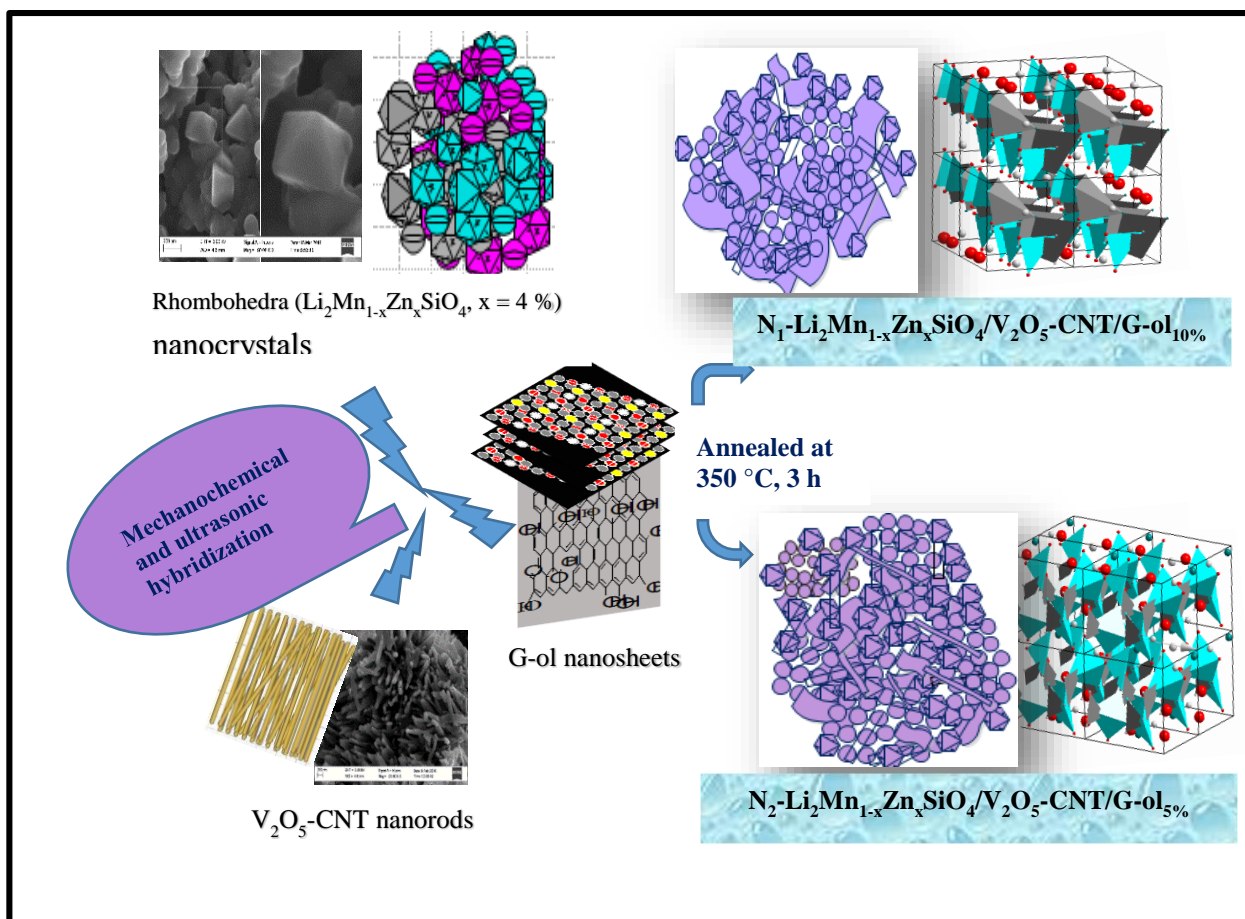 Rhombohedra (Li₂Mn₁₋ₓZnₓSiO₄, x = 4 %)
nanocrystals
N₁-Li₂Mn₁₋ₓZnₓSiO₄/V₂O₅-CNT/G-ol₁₀%
Mechanochemical
and ultrasonic
hybridization
Annealed at
350 °C, 3 h
G-ol nanosheets
V₂O₅-CNT nanorods
N₂-Li₂Mn₁₋ₓZnₓSiO₄/V₂O₅-CNT/G-ol₅%